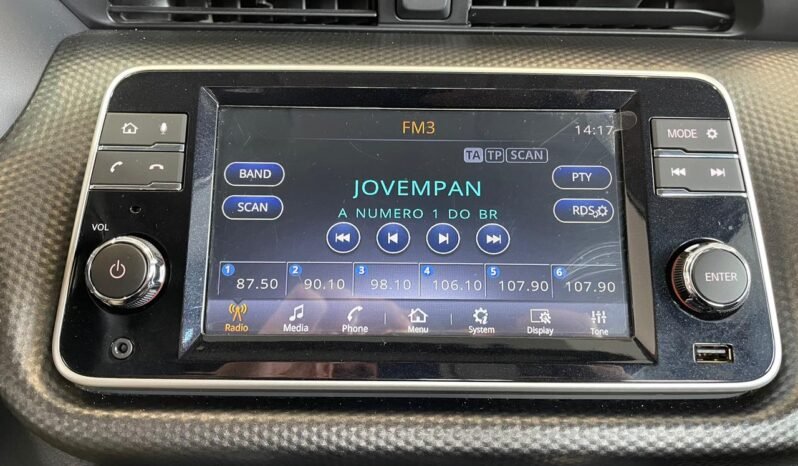 FM3
14:17
TA TP SCAN
MODE
BAND
JOVEMPAN
PTY
SCAN
A NUMERO 1 DO BR
RDS
VOL
ENTER
1 87.50 2 90.10 3 98.10 4 106.10 5 107.90 6 107.90
Radio Media Phone Menu System Display Tone